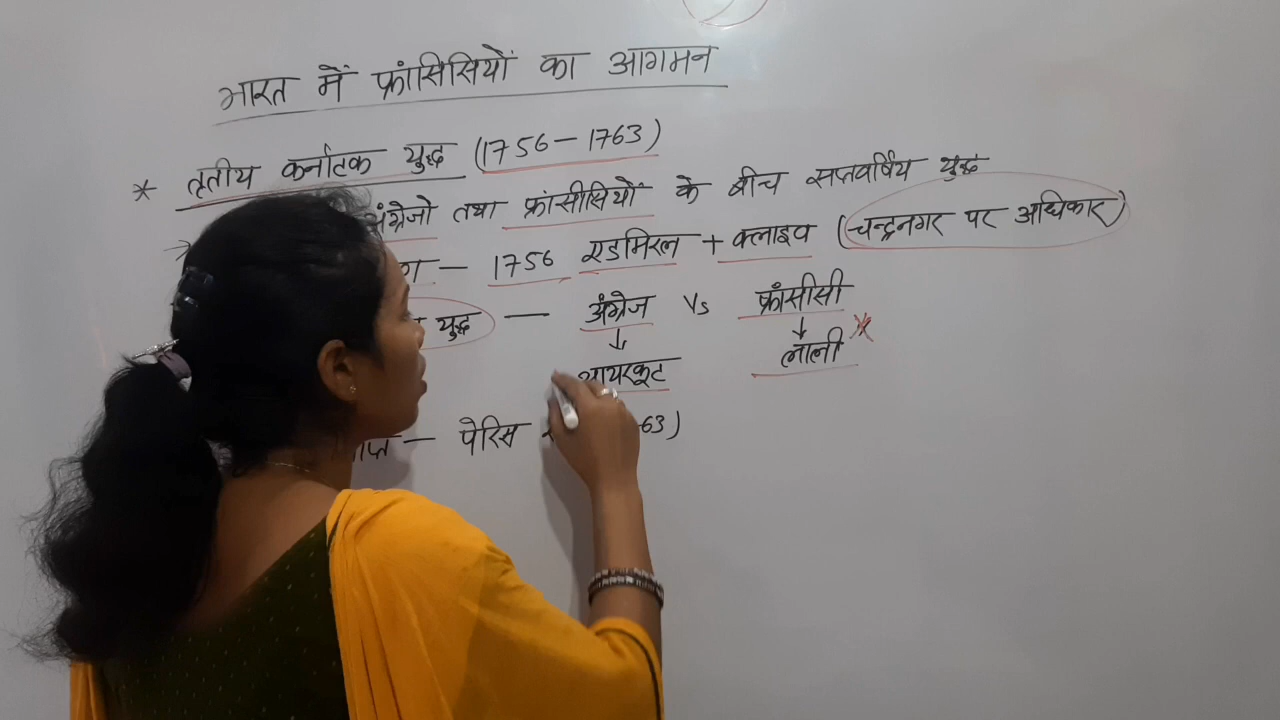 भारत में फ्रांसिसियों का आगमन
* तृतीय कर्नाटक युद्ध (1756-1763)
अंग्रेजो तथा फ्रांसीसियों के बीच सप्तवर्षिय युद्ध
— 1756 एडमिरल + क्लाइव (चन्द्रनगर पर अधिकार)
युद्ध — अंग्रेज Vs फ्रांसीसी
↓ ↓
आयरकूट लाली
— पेरिस 63)